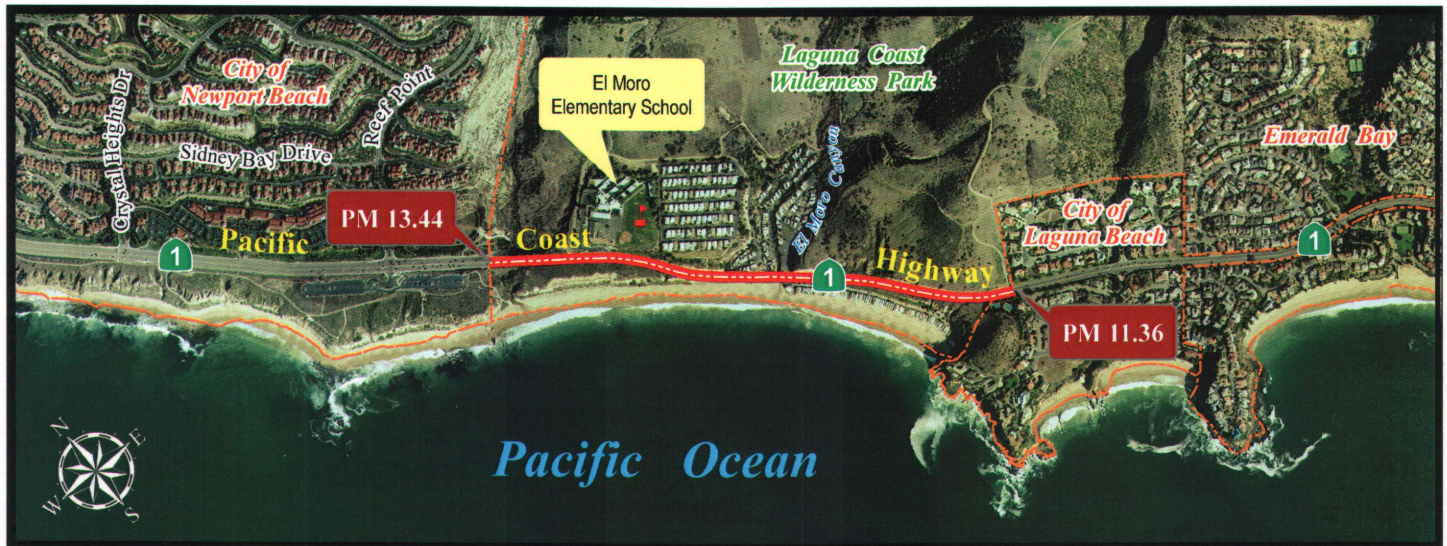 City of
Newport Beach
Crystal Heights Dr
Sidney Bay Drive
Reef Point
El Moro
Elementary School
Laguna Coast
Wilderness Park
El Moro Canyon
Emerald Bay
City of
Laguna Beach
PM 13.44
1
Pacific
Coast
1
Highway
1
PM 11.36
Pacific Ocean
N
E
W
S